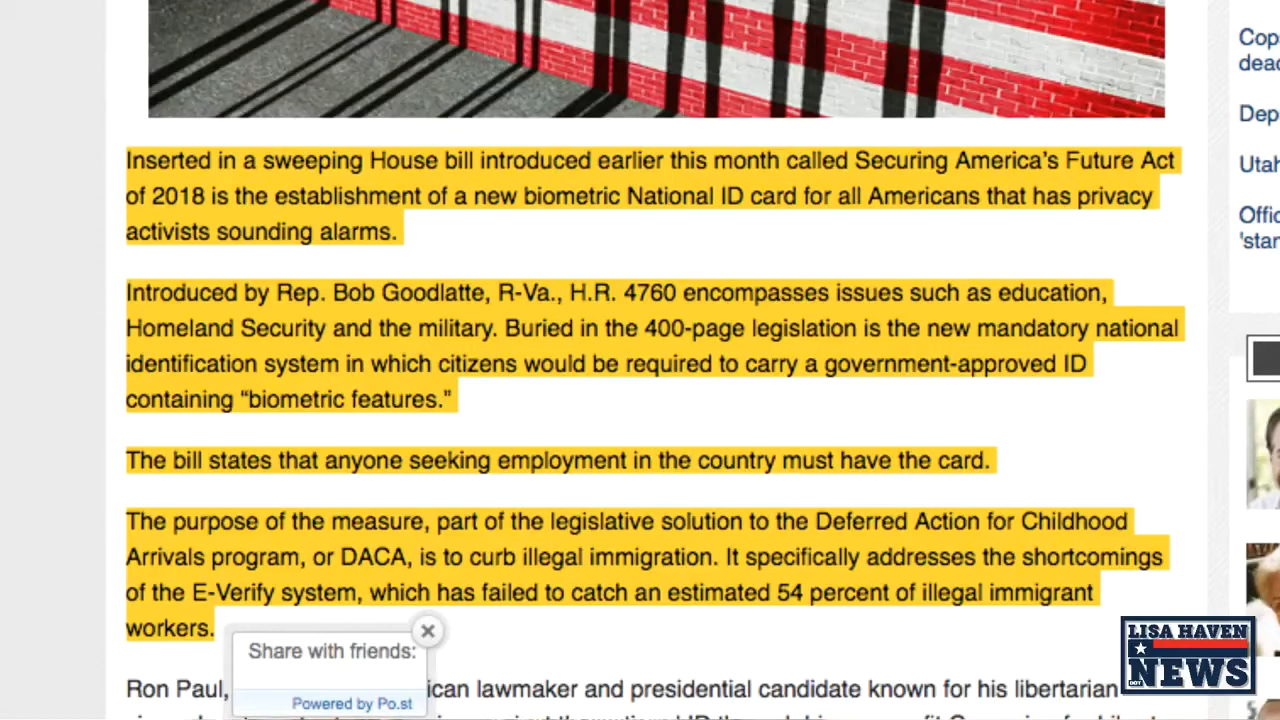 Inserted in a sweeping House bill introduced earlier this month called Securing America's Future Act
of 2018 is the establishment of a new biometric National ID card for all Americans that has privacy
activists sounding alarms.
Introduced by Rep. Bob Goodlatte, R-Va., H.R. 4760 encompasses issues such as education,
Homeland Security and the military. Buried in the 400-page legislation is the new mandatory national
identification system in which citizens would be required to carry a government-approved ID
containing “biometric features.”
The bill states that anyone seeking employment in the country must have the card.
The purpose of the measure, part of the legislative solution to the Deferred Action for Childhood
Arrivals program, or DACA, is to curb illegal immigration. It specifically addresses the shortcomings
of the E-Verify system, which has failed to catch an estimated 54 percent of illegal immigrant
workers.
Share with friends:
Powered by Po.st
Ron Paul, ican lawmaker and presidential candidate known for his libertarian
Cop
dead
Dep
Utah
Offic
'star
LISA HAVEN
DOT NEWS